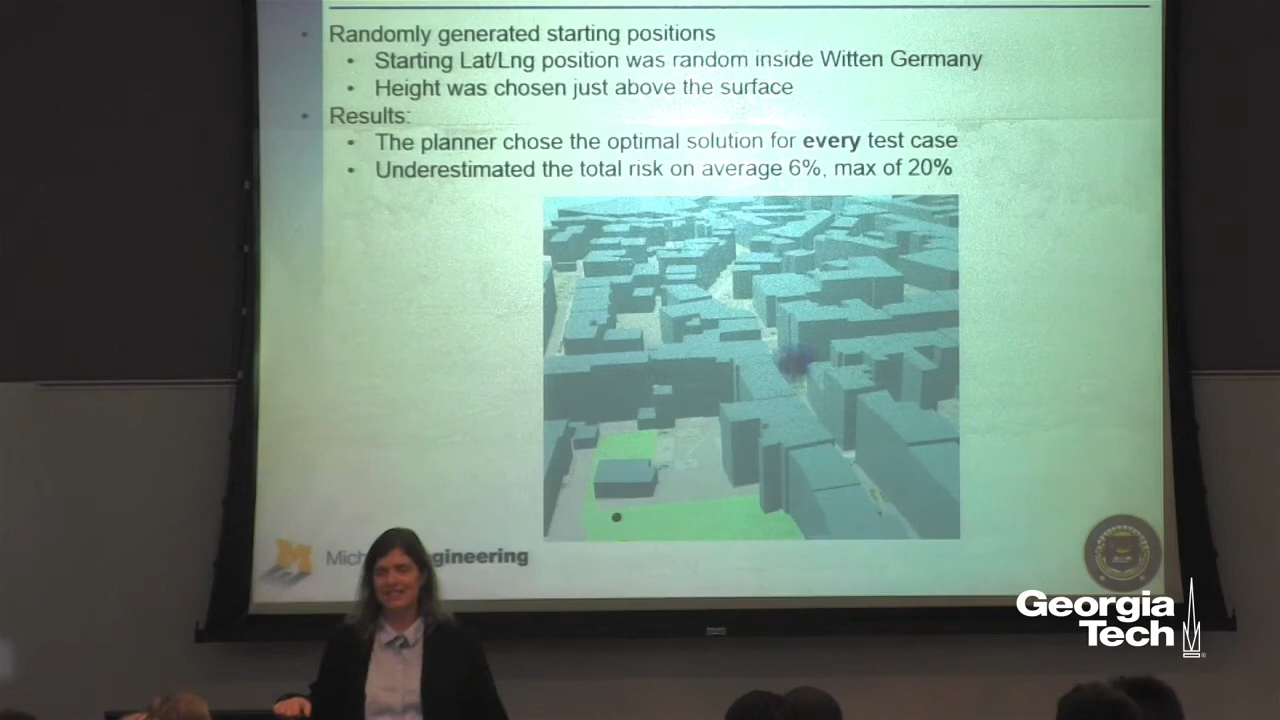 Randomly generated starting positions
Starting Lat/Lng position was random inside Witten Germany
Height was chosen just above the surface
Results:
The planner chose the optimal solution for every test case
Underestimated the total risk on average 6%, max of 20%
M Mich gineering
Georgia
Tech